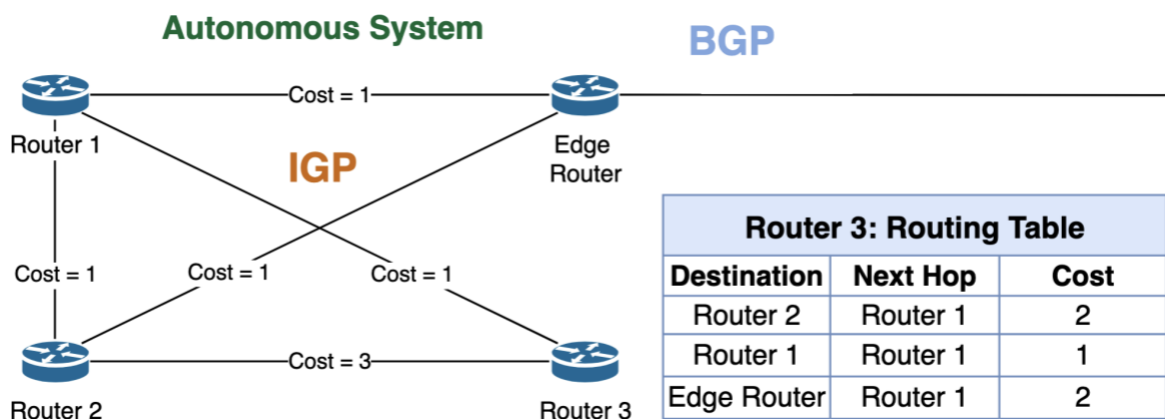 Autonomous System
BGP
Cost = 1
Router 1
Edge
Router
IGP
Cost = 1
Cost = 1
Cost = 1
Cost = 3
Router 2
Router 3
Router 3: Routing Table
Destination Next Hop Cost
Router 2 Router 1 2
Router 1 Router 1 1
Edge Router Router 1 2